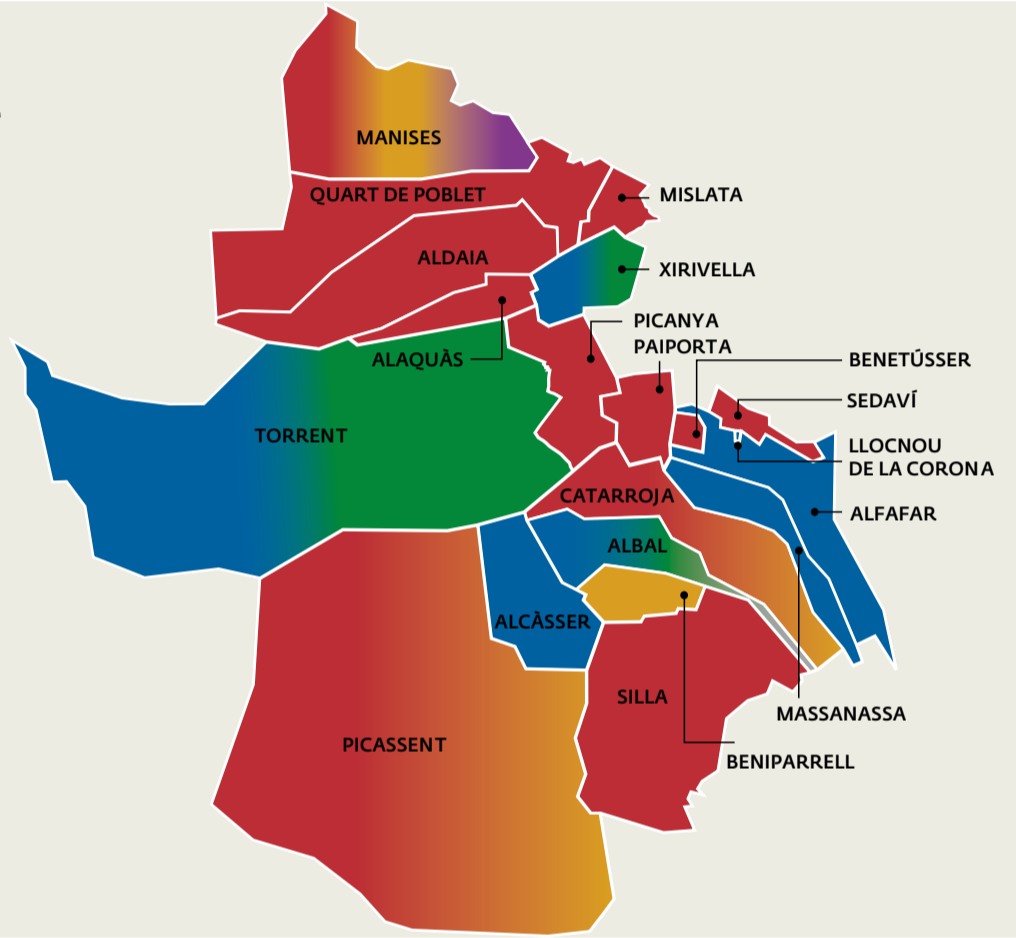 MANISES
QUART DE POBLET
MISLATA
ALDAIA
XIRIVELLA
PICANYA
PAIPORTA
ALAQUÀS
BENETÚSSER
SEDAVÍ
TORRENT
LLOCNOU
DE LA CORONA
CATARROJA
ALFAFAR
ALBAL
ALCÀSSER
SILLA
MASSANASSA
PICASSENT
BENIPARRELL